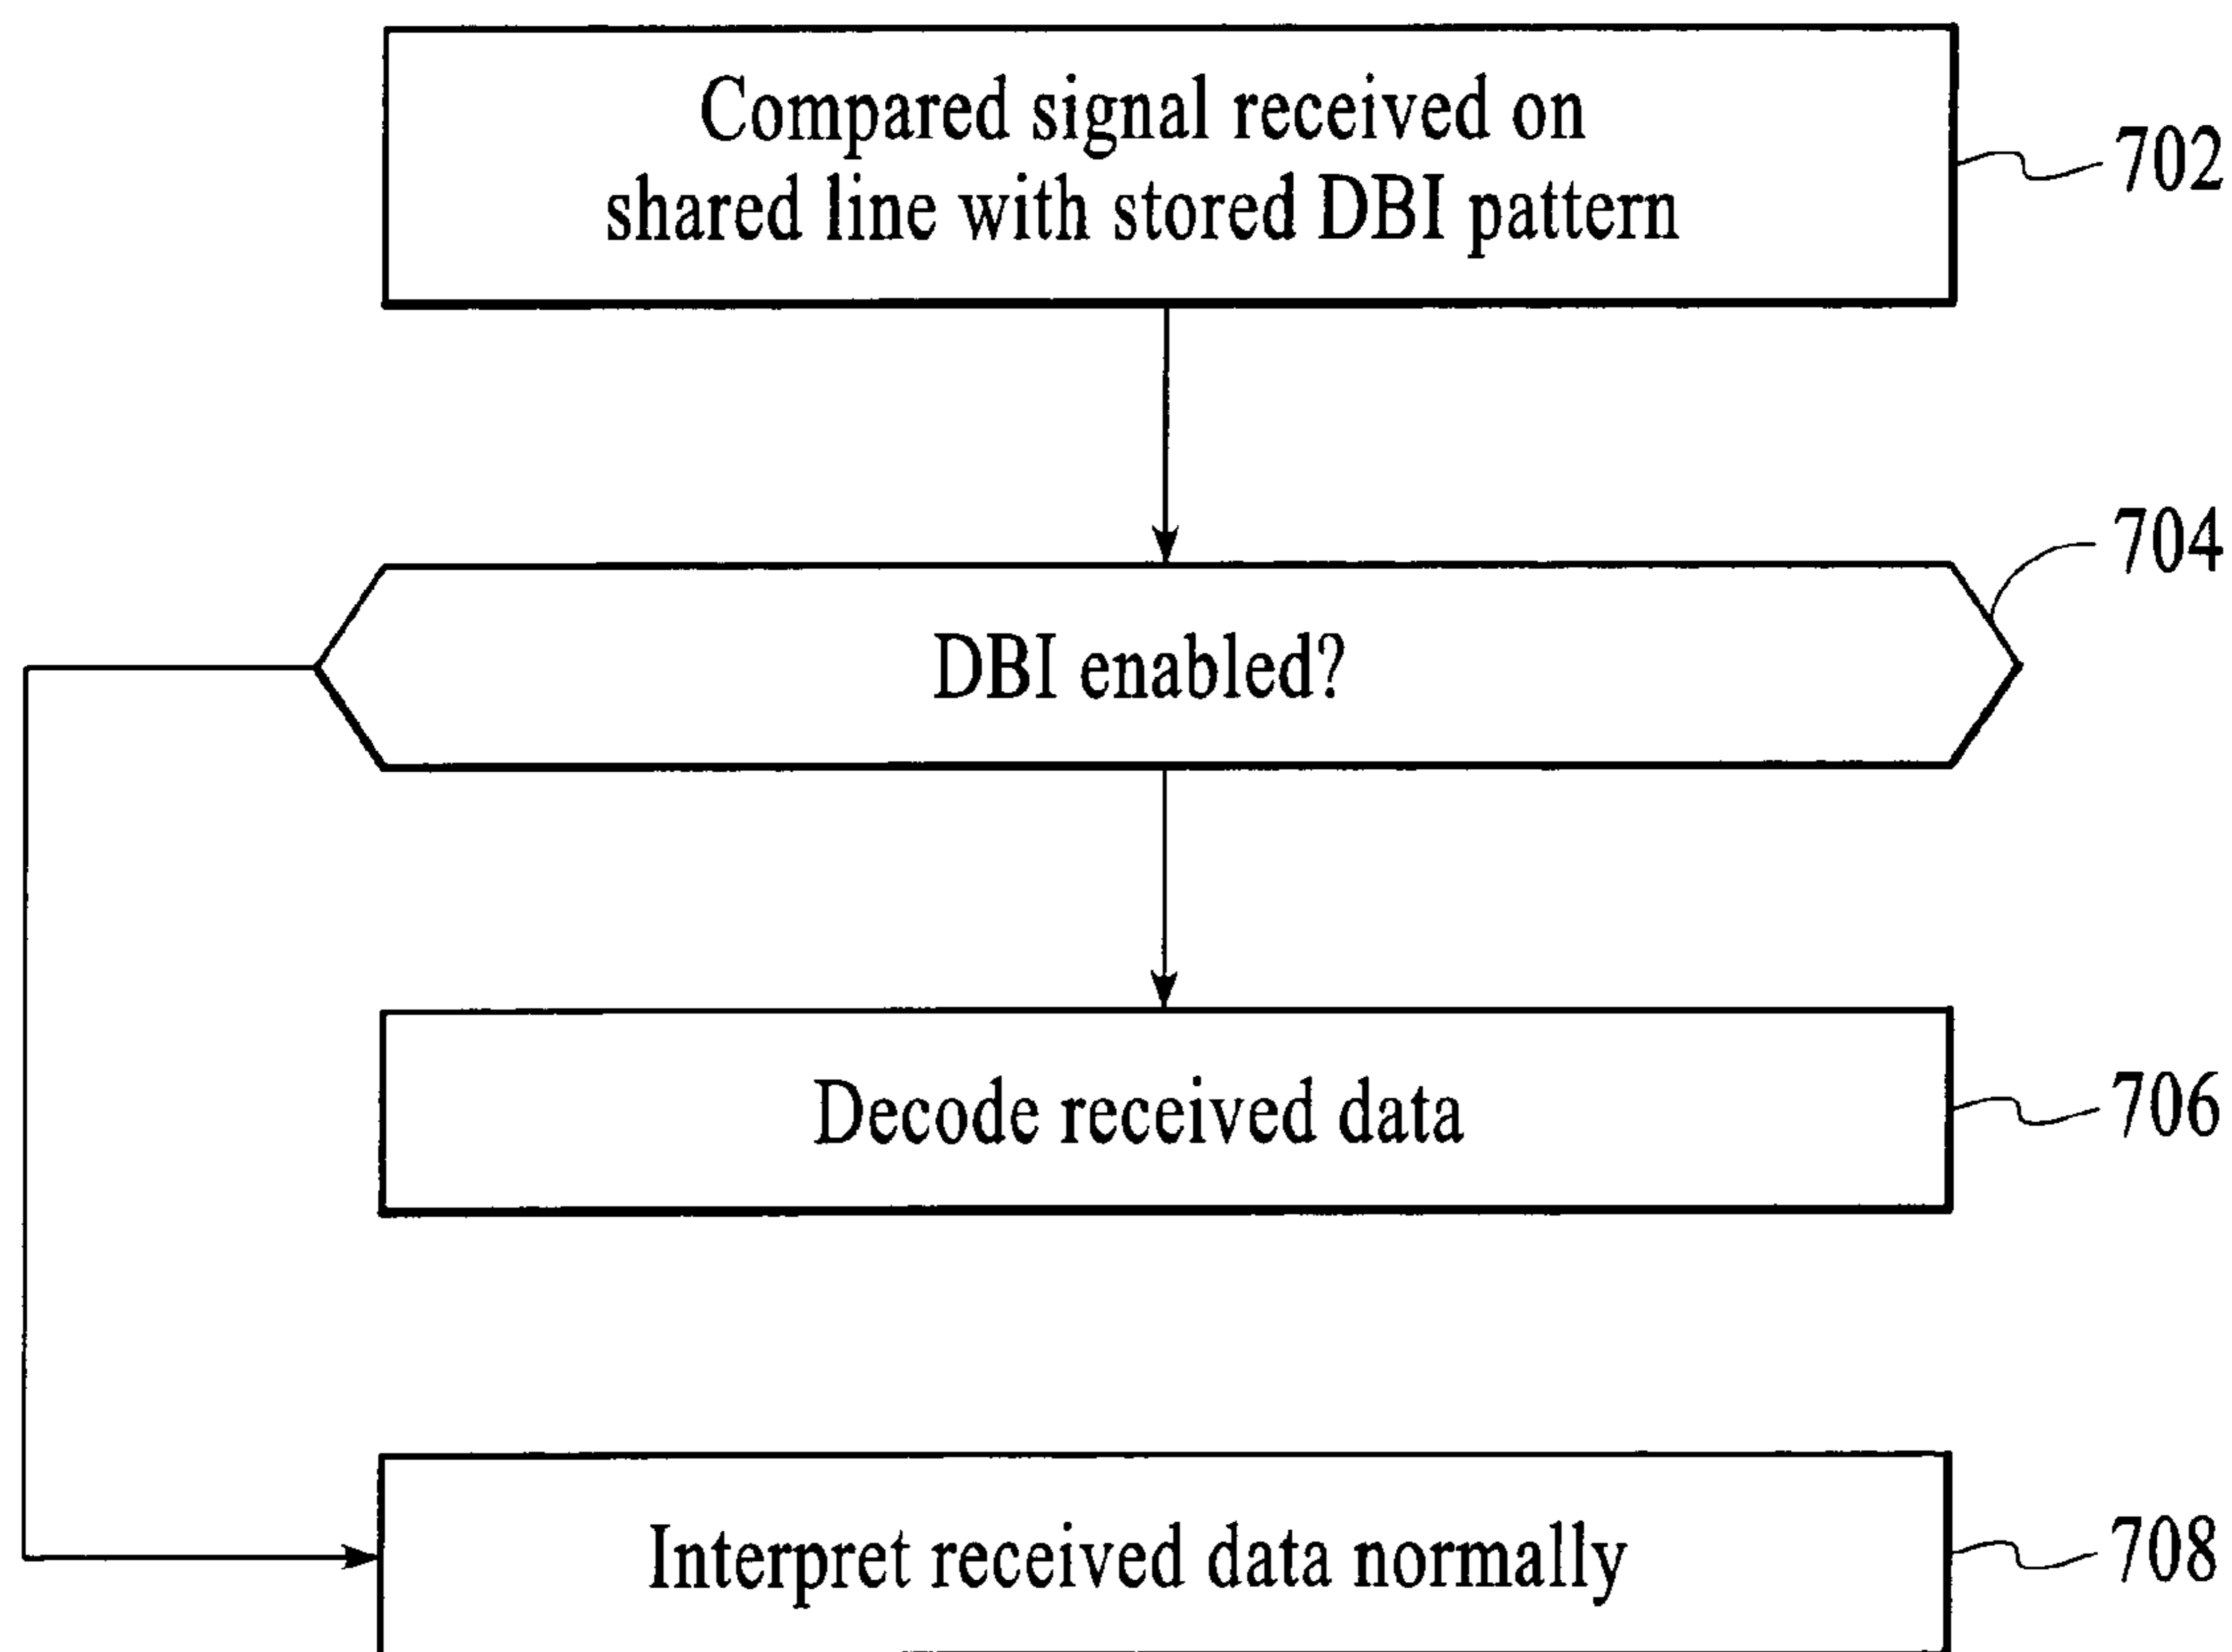 Compared signal received on
shared line with stored DBI pattern
702
704
DBI enabled?
Decode received data
706
Interpret received data normally
708